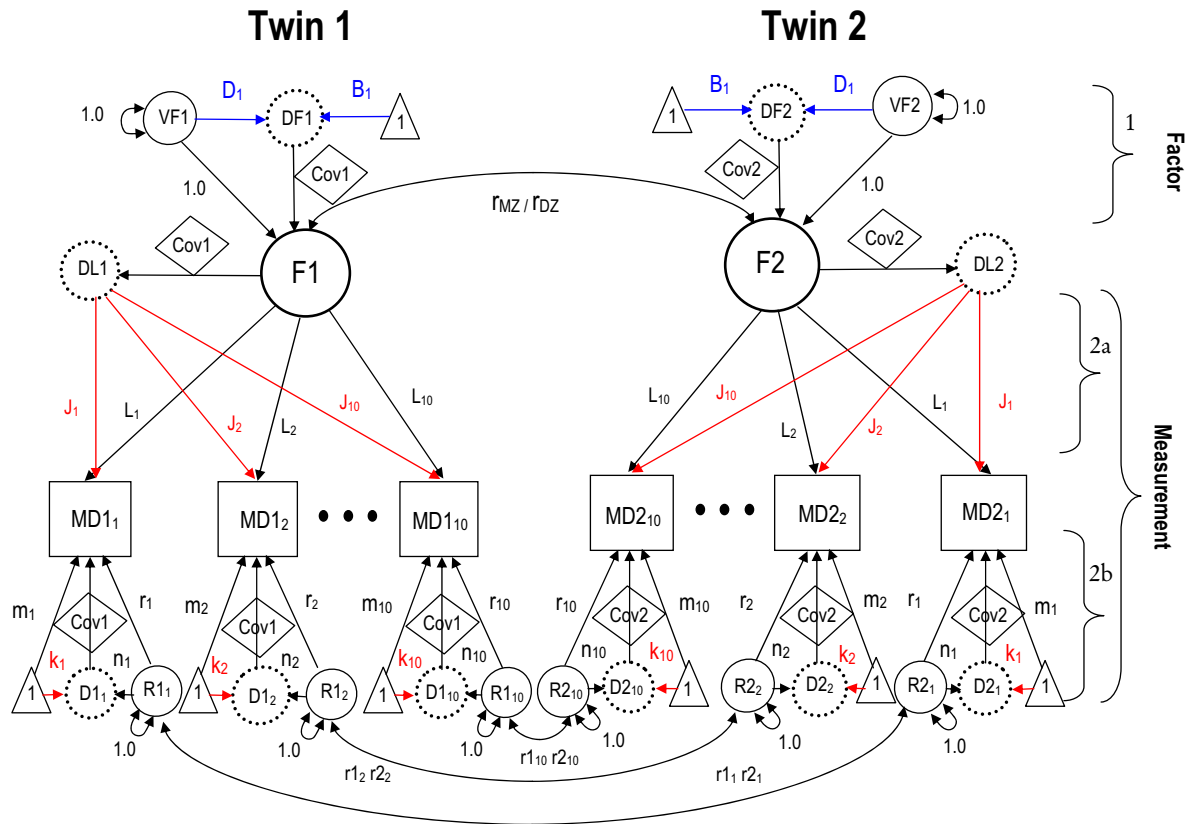 Twin 1 Twin 2
D₁ B₁ B₁ D₁
1.0 VF1 DF1 1 1 DF2 VF2 1.0 1
Factor
Cov1 Cov2
1.0 rMZ / rDZ 1.0
Cov1 Cov2
DL1 F1 F2 DL2
2a
J₁ L₁ J₂ L₂ J₁₀ L₁₀ L₁₀ J₁₀ L₂ J₂ L₁ J₁
Measurement
MD1₁ MD1₂ MD1₁₀ MD2₁₀ MD2₂ MD2₁
2b
m₁ r₁ m₂ r₂ m₁₀ r₁₀ r₁₀ m₁₀ r₂ m₂ r₁ m₁
Cov1 Cov1 Cov1 Cov2 Cov2 Cov2
k₁ n₁ k₂ n₂ k₁₀ n₁₀ n₁₀ k₁₀ n₂ k₂ n₁ k₁
1 D1₁ R1₁ 1 D1₂ R1₂ 1 D1₁₀ R1₁₀ R2₁₀ D2₁₀ 1 R2₂ D2₂ 1 R2₁ D2₁ 1
1.0 1.0 1.0 1.0 1.0 1.0
r1₁₀ r2₁₀
r1₂ r2₂ r1₁ r2₁